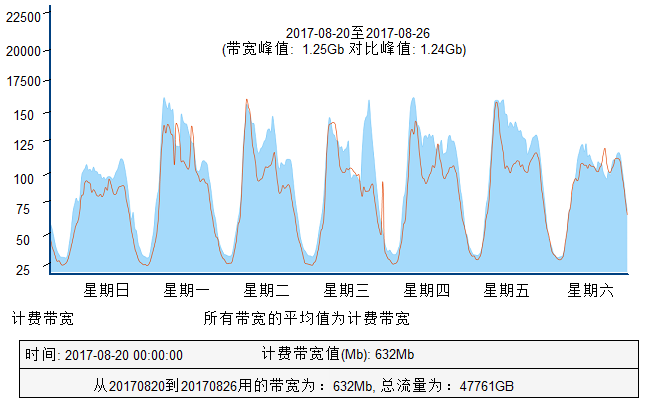 2017-08-20至2017-08-26
(带宽峰值: 1.25Gb 对比峰值: 1.24Gb)
22500
20000
17500
150
125
100
75
50
25
星期日 星期一 星期二 星期三 星期四 星期五 星期六
计费带宽 所有带宽的平均值为计费带宽
时间: 2017-08-20 00:00:00 计费带宽值(Mb): 632Mb
从20170820到20170826用的带宽为：632Mb, 总流量为：47761GB